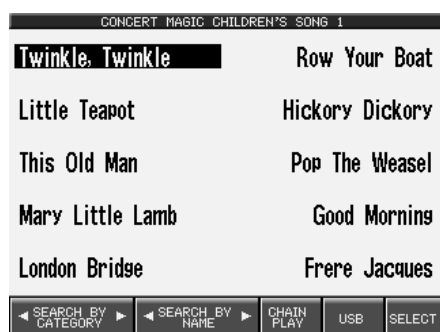 CONCERT MAGIC CHILDREN'S SONG 1
Twinkle, Twinkle
Row Your Boat
Little Teapot
Hickory Dickory
This Old Man
Pop The Weasel
Mary Little Lamb
Good Morning
London Bridge
Frere Jacques
◄ SEARCH BY CATEGORY ►
◄ SEARCH BY NAME ►
CHAIN PLAY
USB
SELECT